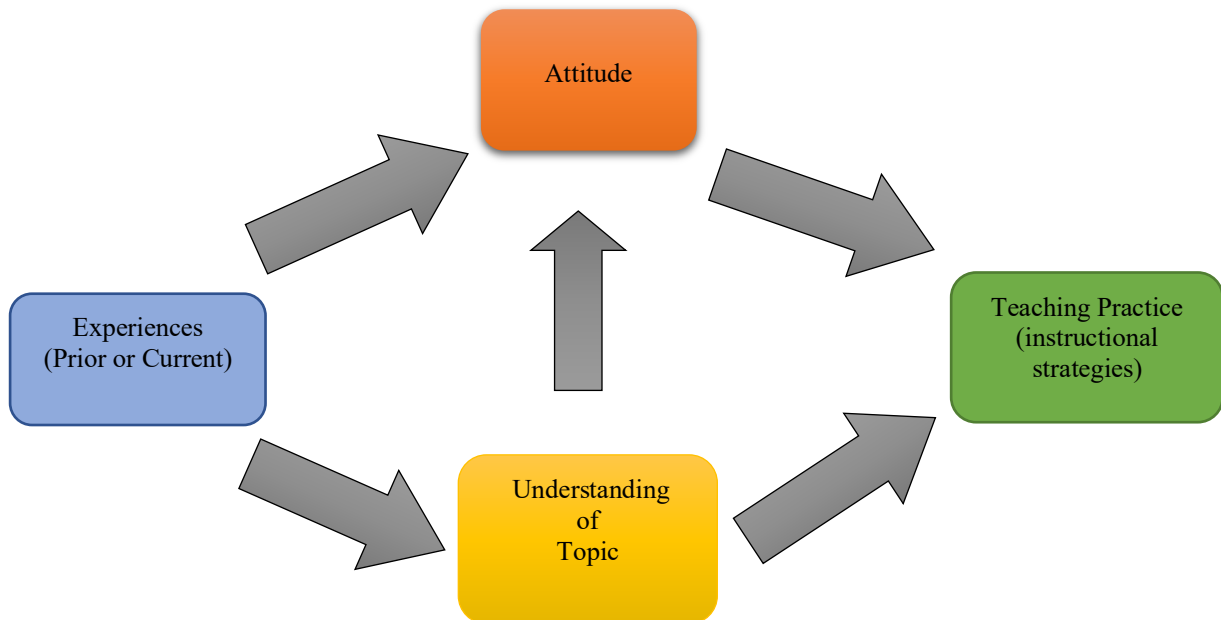 Attitude
Experiences
(Prior or Current)
Teaching Practice
(instructional
strategies)
Understanding
of
Topic